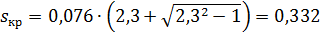 sкр = 0,076 ⋅ (2,3 + √(2,3² − 1)) = 0,332